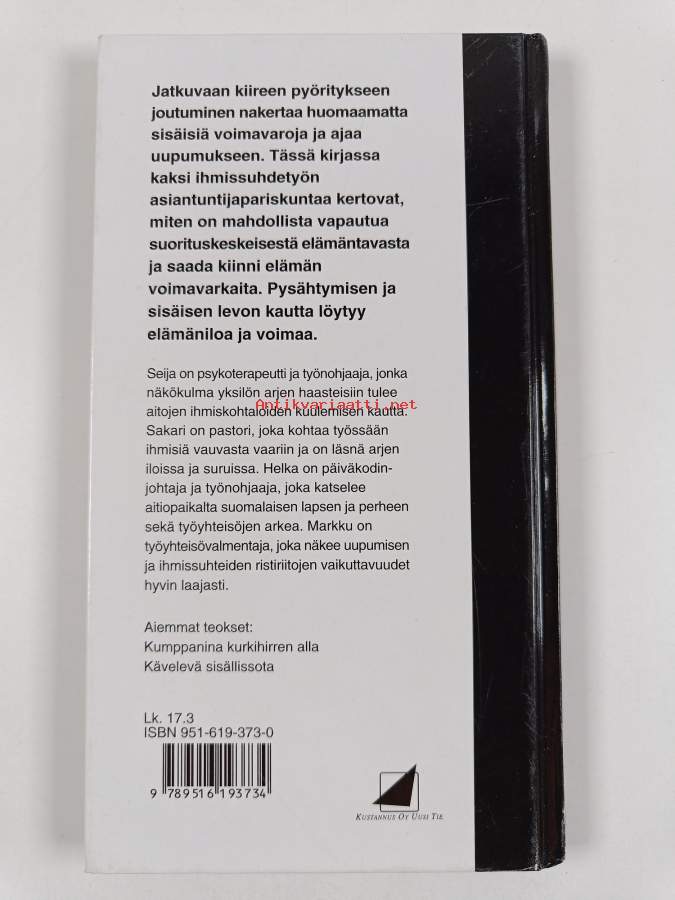 Jatkuvaan kiireen pyöritykseen
joutuminen nakertaa huomaamatta
sisäisiä voimavaroja ja ajaa
uupumukseen. Tässä kirjassa
kaksi ihmissuhdetyön
asiantuntijapariskuntaa kertovat,
miten on mahdollista vapautua
suorituskeskeisestä elämäntavasta
ja saada kiinni elämän
voimavarkaita. Pysähtymisen ja
sisäisen levon kautta löytyy
elämäniloa ja voimaa.
Seija on psykoterapeutti ja työnohjaaja, jonka
näkökulma yksilön arjen haasteisiin tulee
Antikvariaatti.net
aitojen ihmiskohtaloiden kuulemisen kautta.
Sakari on pastori, joka kohtaa työssään
ihmisiä vauvasta vaariin ja on läsnä arjen
iloissa ja suruissa. Helka on päiväkodin-
johtaja ja työnohjaaja, joka katselee
aitiopaikalta suomalaisen lapsen ja perheen
sekä työyhteisöjen arkea. Markku on
työyhteisövalmentaja, joka näkee uupumisen
ja ihmissuhteiden ristiriitojen vaikuttavuudet
hyvin laajasti.
Aiemmat teokset:
Kumppanina kurkihirren alla
Kävelevä sisällissota
Lk. 17.3
ISBN 951-619-373-0
9 789516 193734
Kustannus Oy Uusi Tie